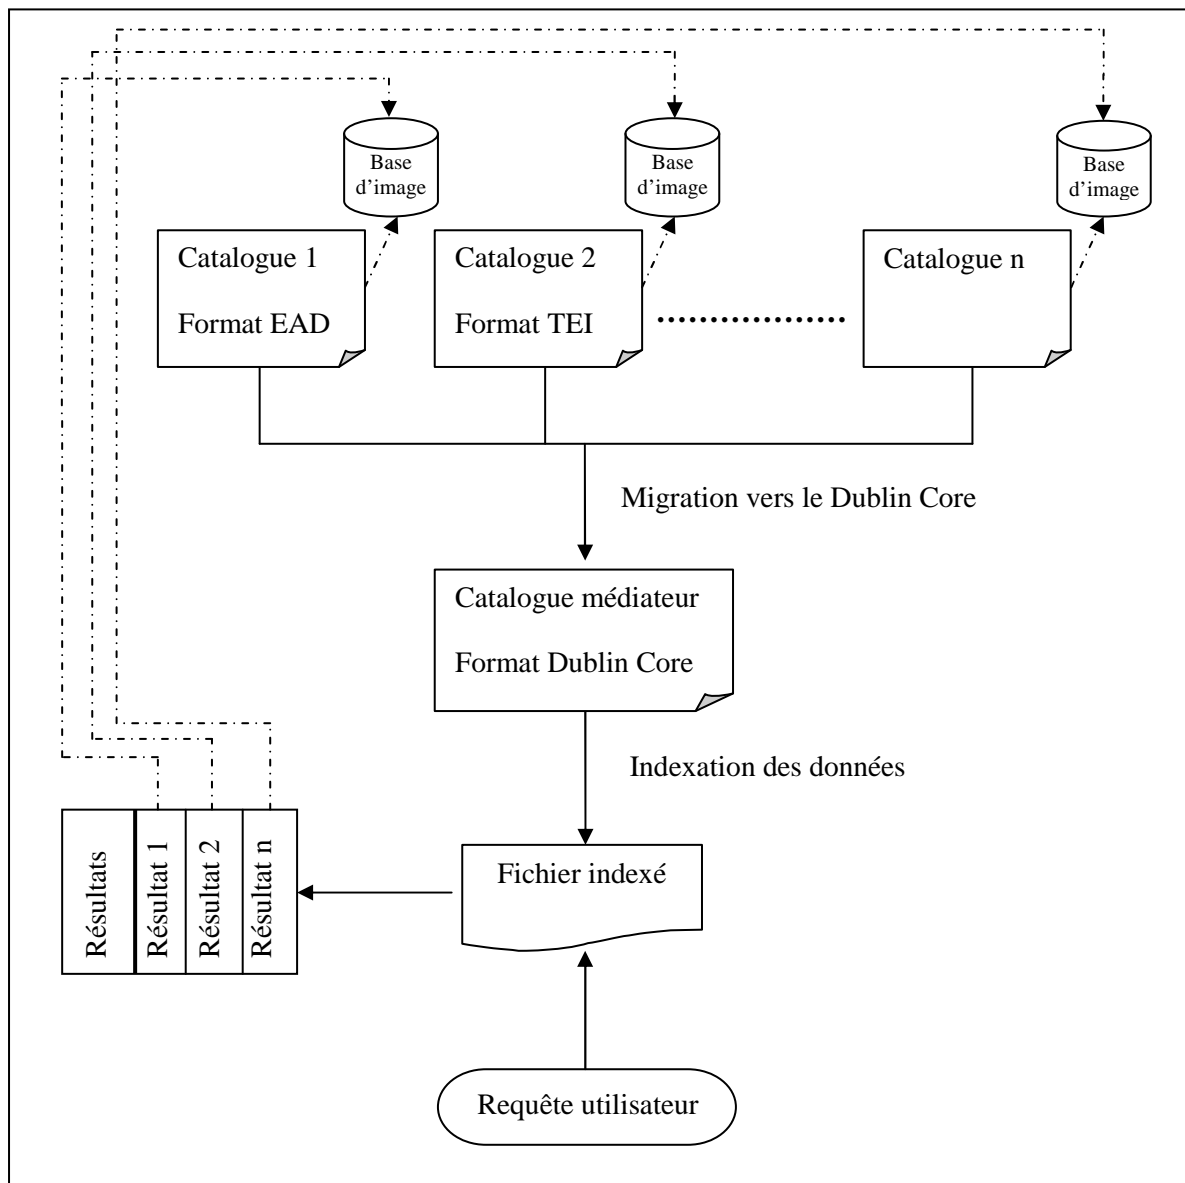 Base
d’image
Base
d’image
Base
d’image
Catalogue 1
Format EAD
Catalogue 2
Format TEI
Catalogue n
Migration vers le Dublin Core
Catalogue médiateur
Format Dublin Core
Indexation des données
Résultats
Résultat 1
Résultat 2
Résultat n
Fichier indexé
Requête utilisateur